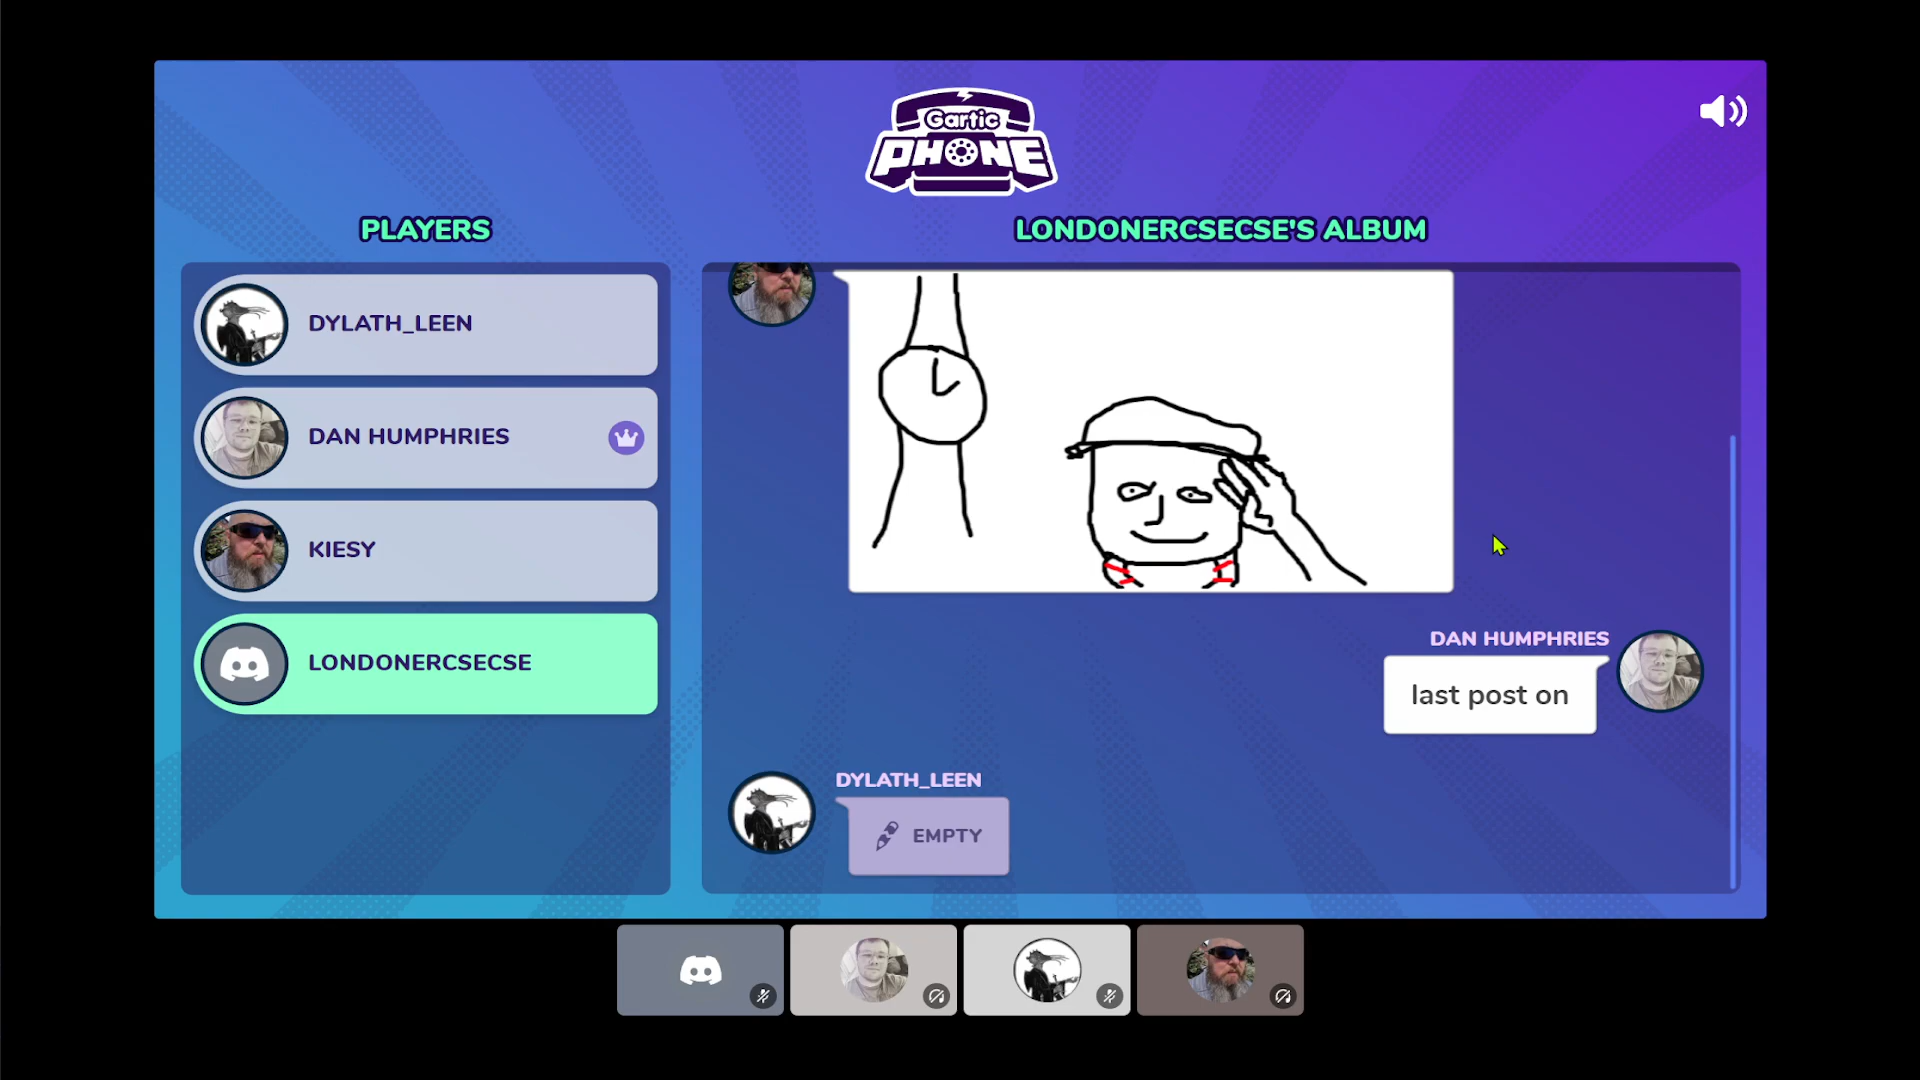 Gartic
PHONE
PLAYERS
LONDONERCSECSE'S ALBUM
DYLATH_LEEN
DAN HUMPHRIES
KIESY
LONDONERCSECSE
DAN HUMPHRIES
last post on
DYLATH_LEEN
EMPTY